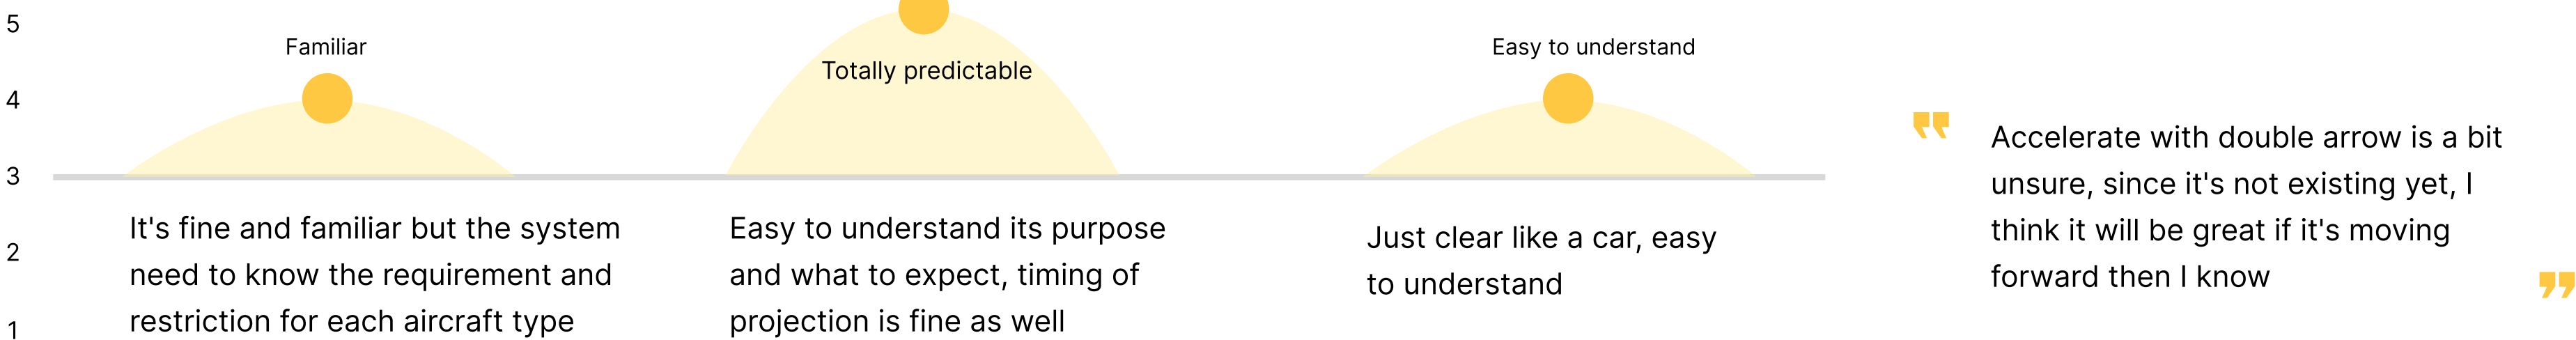 5
4
3
2
1
Familiar
Totally predictable
Easy to understand
It's fine and familiar but the system
need to know the requirement and
restriction for each aircraft type
Easy to understand its purpose
and what to expect, timing of
projection is fine as well
Just clear like a car, easy
to understand
"
Accelerate with double arrow is a bit
unsure, since it's not existing yet, I
think it will be great if it's moving
forward then I know
"